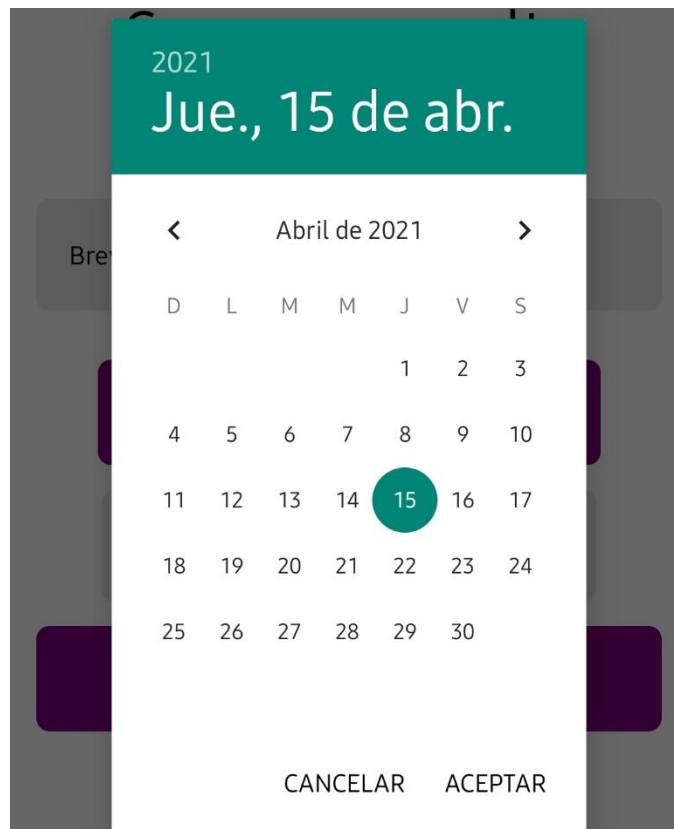 2021
Jue., 15 de abr.
Abril de 2021
D L M M J V S
1 2 3
4 5 6 7 8 9 10
11 12 13 14 15 16 17
18 19 20 21 22 23 24
25 26 27 28 29 30
CANCELAR ACEPTAR